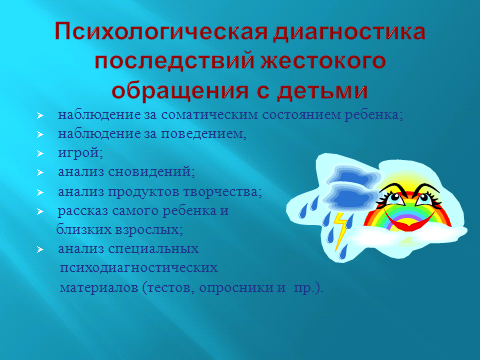 Психологическая диагностика
последствий жестокого
обращения с детьми
наблюдение за соматическим состоянием ребенка;
наблюдение за поведением,
игрой;
анализ сновидений;
анализ продуктов творчества;
рассказ самого ребенка и
близких взрослых;
анализ специальных
психодиагностических
материалов (тестов, опросники и пр.).